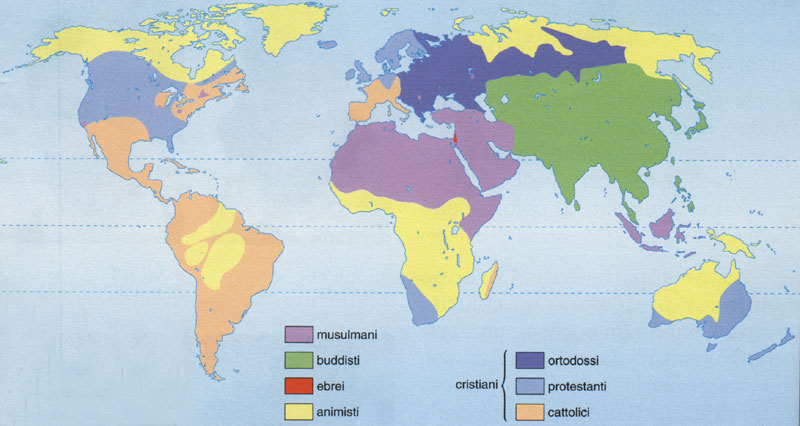 musulmani
buddisti
ebrei
animisti
cristiani
ortodossi
protestanti
cattolici